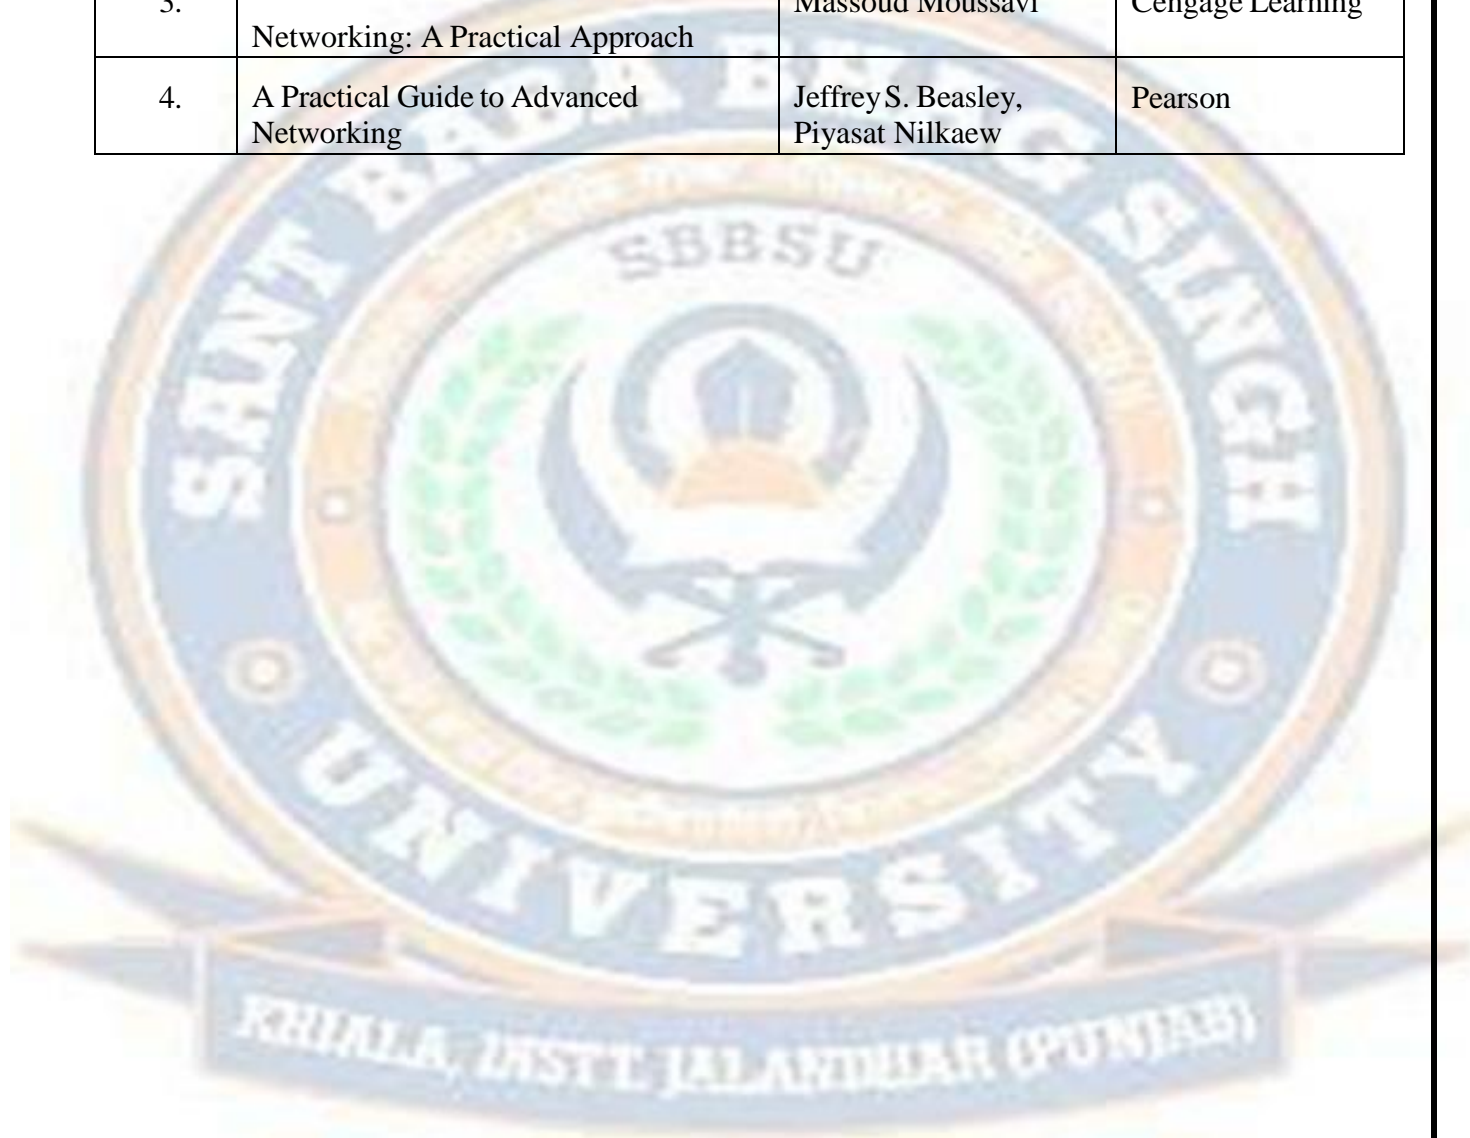 3. Massoud Moussavi Cengage Learning
Networking: A Practical Approach
4. A Practical Guide to Advanced Jeffrey S. Beasley, Pearson
Networking Piyasat Nilkaew
SANT BABA BHAG SINGH
SBBSU
UNIVERSITY
KHIALA, DISTT. JALANDHAR (PUNJAB)